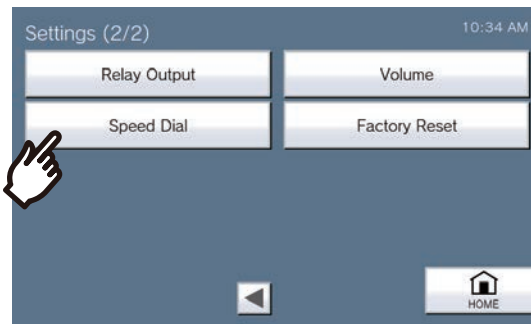 Settings (2/2)
10:34 AM
Relay Output
Volume
Speed Dial
Factory Reset
HOME